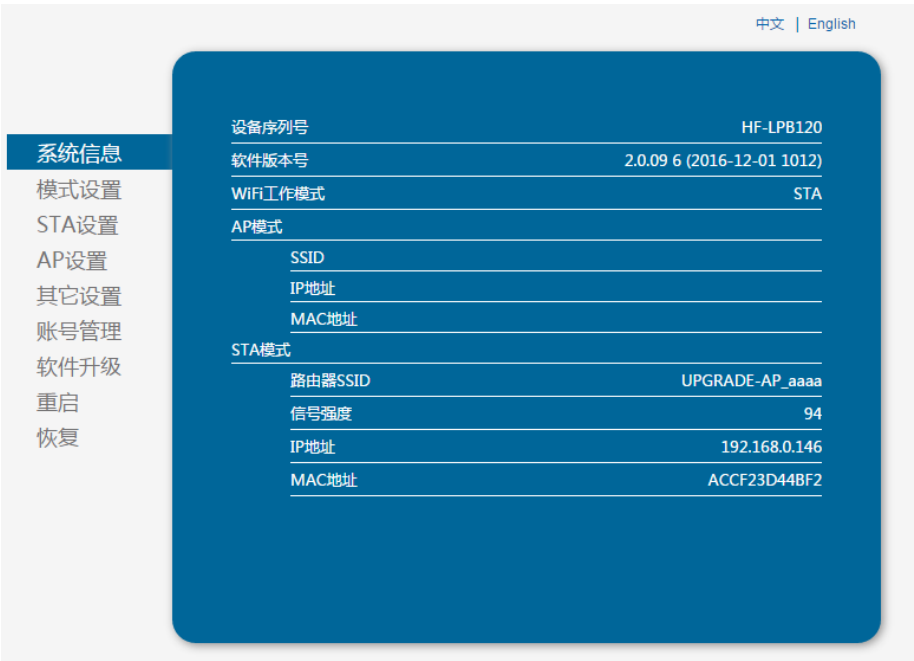 中文 | English
系统信息
模式设置
STA设置
AP设置
其它设置
账号管理
软件升级
重启
恢复
设备序列号 HF-LPB120
软件版本号 2.0.09 6 (2016-12-01 1012)
WiFi工作模式 STA
AP模式
SSID
IP地址
MAC地址
STA模式
路由器SSID UPGRADE-AP_aaaa
信号强度 94
IP地址 192.168.0.146
MAC地址 ACCF23D44BF2